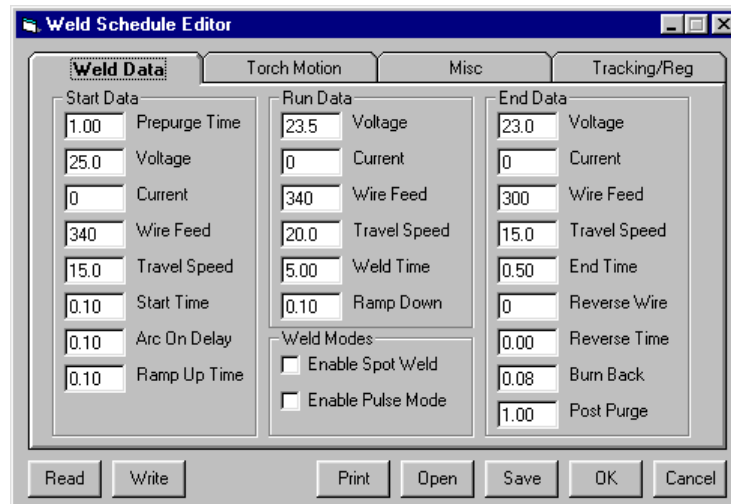 Weld Schedule Editor
Weld Data
Torch Motion
Misc
Tracking/Reg
Start Data
1.00 Prepurge Time
25.0 Voltage
0 Current
340 Wire Feed
15.0 Travel Speed
0.10 Start Time
0.10 Arc On Delay
0.10 Ramp Up Time
Run Data
23.5 Voltage
0 Current
340 Wire Feed
20.0 Travel Speed
5.00 Weld Time
0.10 Ramp Down
Weld Modes
Enable Spot Weld
Enable Pulse Mode
End Data
23.0 Voltage
0 Current
300 Wire Feed
15.0 Travel Speed
0.50 End Time
0 Reverse Wire
0.00 Reverse Time
0.08 Burn Back
1.00 Post Purge
Read
Write
Print
Open
Save
OK
Cancel